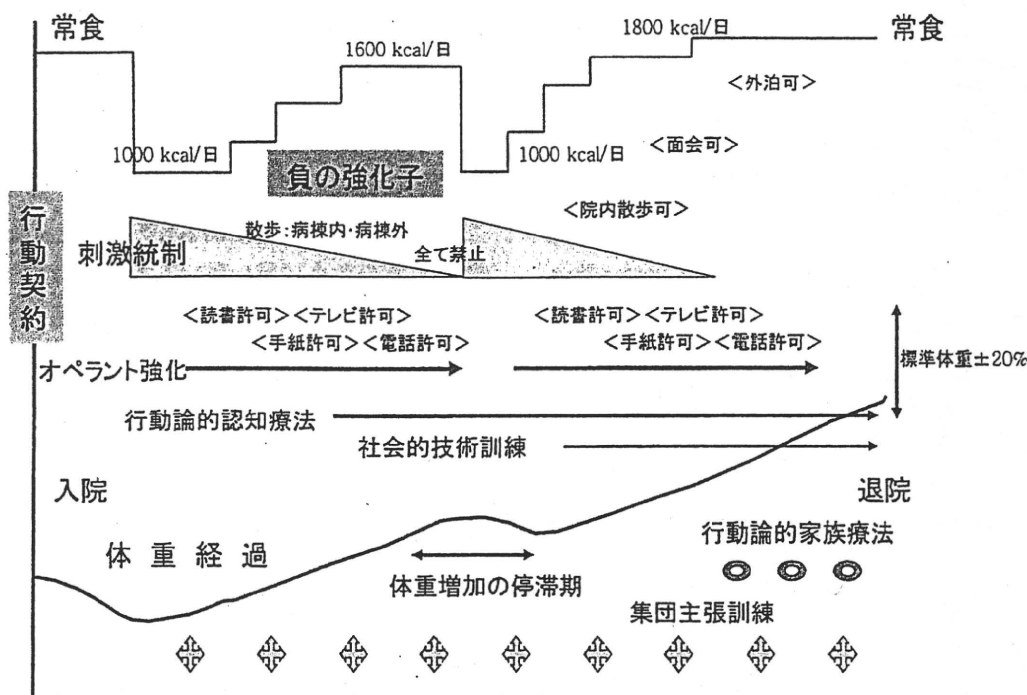 常食
1600 kcal/日
1800 kcal/日
常食
<外泊可>
1000 kcal/日
1000 kcal/日
<面会可>
負の強化子
行動契約
<院内散歩可>
散歩：病棟内・病棟外
刺激統制
全て禁止
<読書許可><テレビ許可>
<読書許可><テレビ許可>
<手紙許可><電話許可>
<手紙許可><電話許可>
オペラント強化
標準体重±20%
行動論的認知療法
社会的技術訓練
入院
退院
行動論的家族療法
体重経過
体重増加の停滞期
集団主張訓練